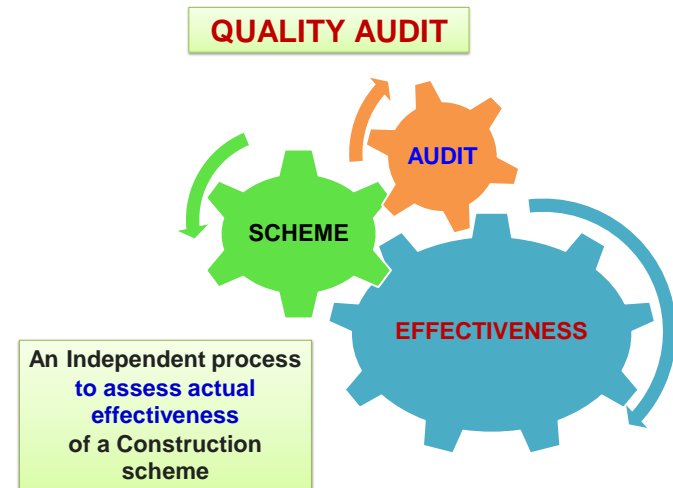 QUALITY AUDIT
AUDIT
SCHEME
EFFECTIVENESS
An Independent process
to assess actual
effectiveness
of a Construction
scheme